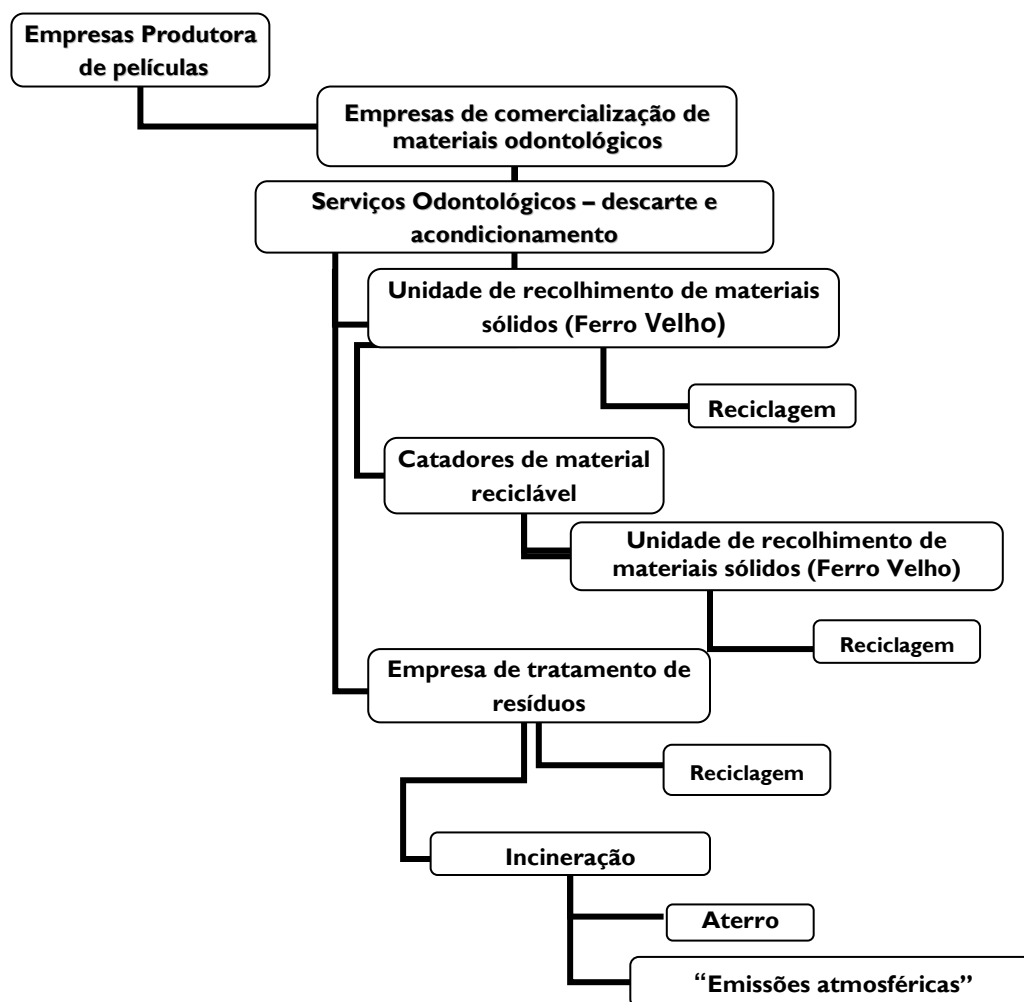 Empresas Produtora
de películas
Empresas de comercialização de
materiais odontológicos
Serviços Odontológicos – descarte e
acondicionamento
Unidade de recolhimento de materiais
sólidos (Ferro Velho)
Reciclagem
Catadores de material
reciclável
Unidade de recolhimento de
materiais sólidos (Ferro Velho)
Reciclagem
Empresa de tratamento de
resíduos
Reciclagem
Incineração
Aterro
“Emissões atmosféricas”